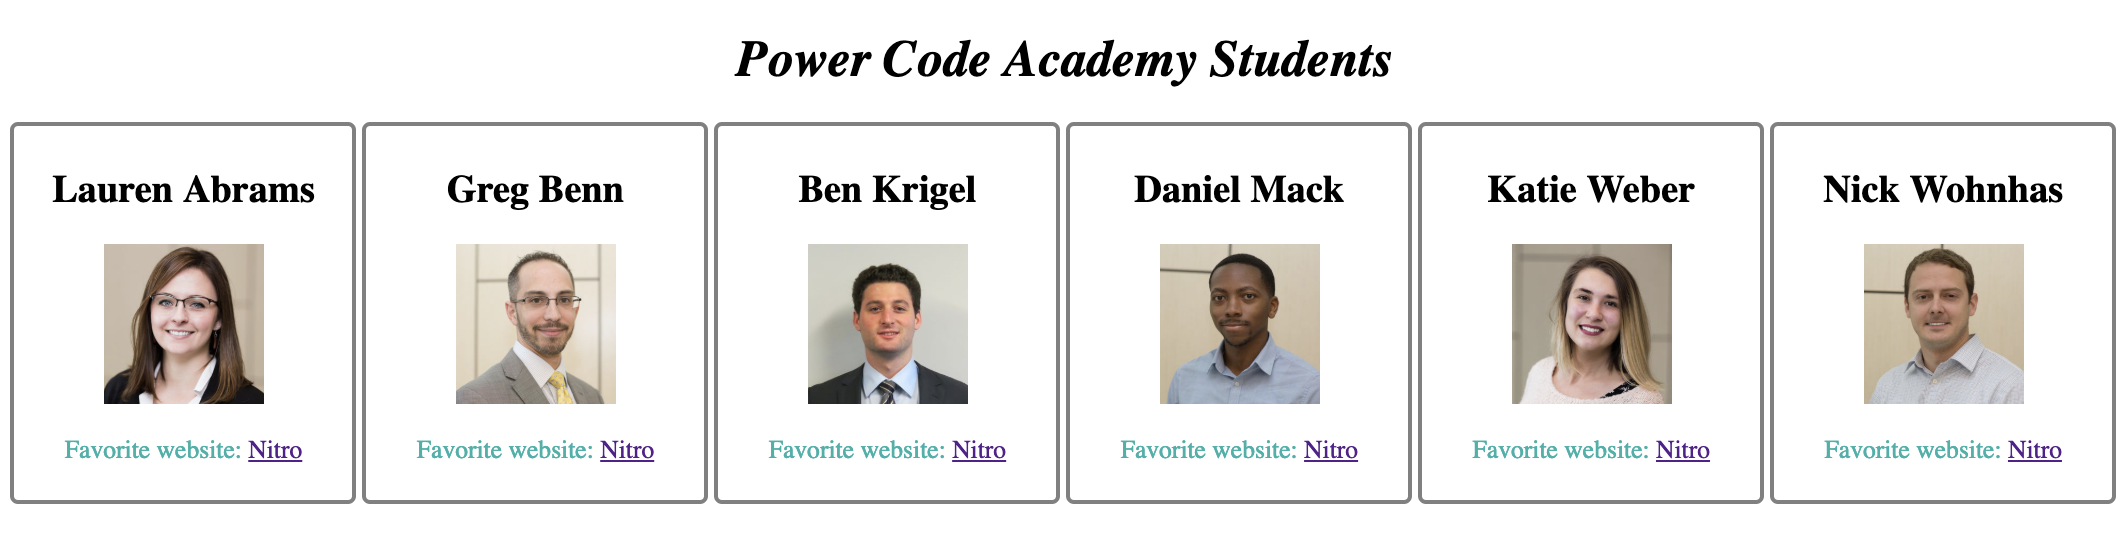 Power Code Academy Students
Lauren Abrams
Favorite website: Nitro
Greg Benn
Favorite website: Nitro
Ben Krigel
Favorite website: Nitro
Daniel Mack
Favorite website: Nitro
Katie Weber
Favorite website: Nitro
Nick Wohnhas
Favorite website: Nitro